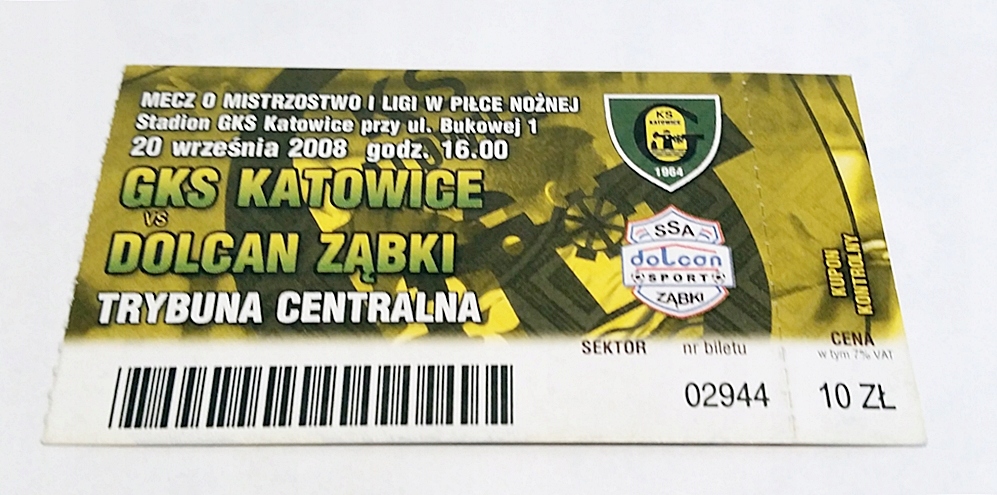 MECZ O MISTRZOSTWO I LIGI W PIŁCE NOŻNEJ
Stadion GKS Katowice przy ul. Bukowej 1
20 września 2008 godz. 16.00
GKS KATOWICE
vs
DOLCAN ZĄBKI
TRYBUNA CENTRALNA
KS
KATOWICE
G
1964
SSA
dolcan
SPORT
ZĄBKI
KUPON
KONTROLNY
SEKTOR nr biletu
02944
CENA
w tym 7% VAT
10 ZŁ